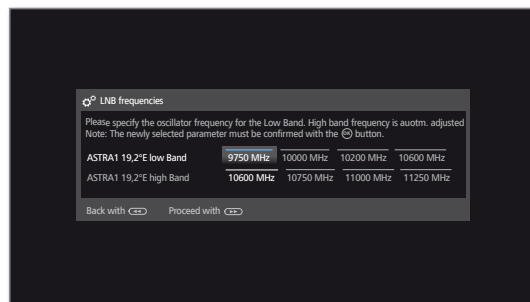 LNB frequencies
Please specify the oscillator frequency for the Low Band. High band frequency is auotm. adjusted
Note: The newly selected parameter must be confirmed with the OK button.
ASTRA1 19,2°E low Band 9750 MHz 10000 MHz 10200 MHz 10600 MHz
ASTRA1 19,2°E high Band 10600 MHz 10750 MHz 11000 MHz 11250 MHz
Back with Proceed with